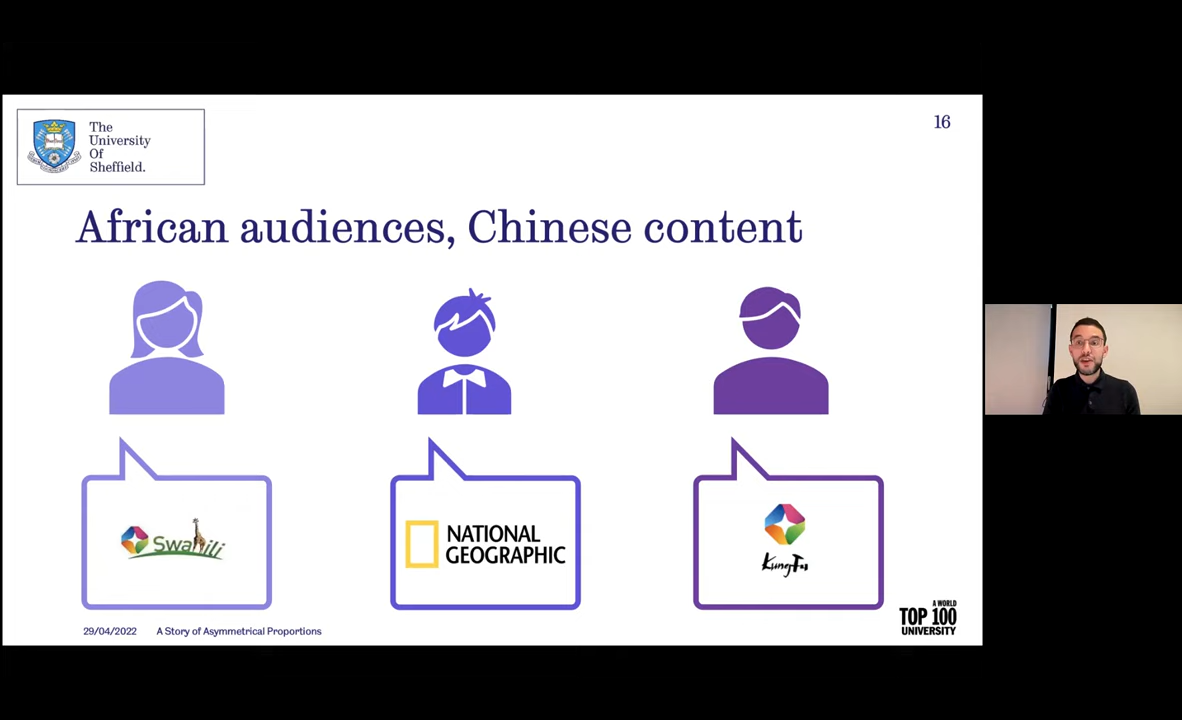 The
University
Of
Sheffield.
16
African audiences, Chinese content
Swahili
NATIONAL
GEOGRAPHIC
KungFu
29/04/2022 A Story of Asymmetrical Proportions
A WORLD
TOP 100
UNIVERSITY